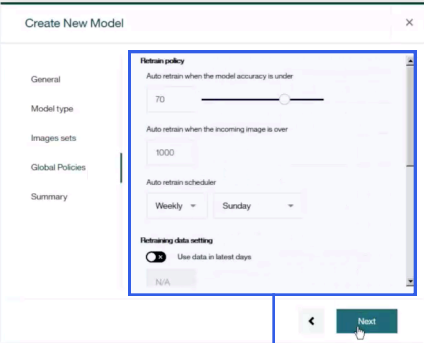 Create New Model
×
General
Model type
Images sets
Global Policies
Summary
Retrain policy
Auto retrain when the model accuracy is under
70
Auto retrain when the incoming image is over
1000
Auto retrain scheduler
Weekly Sunday
Retraining data setting
Use data in latest days
N/A
Next